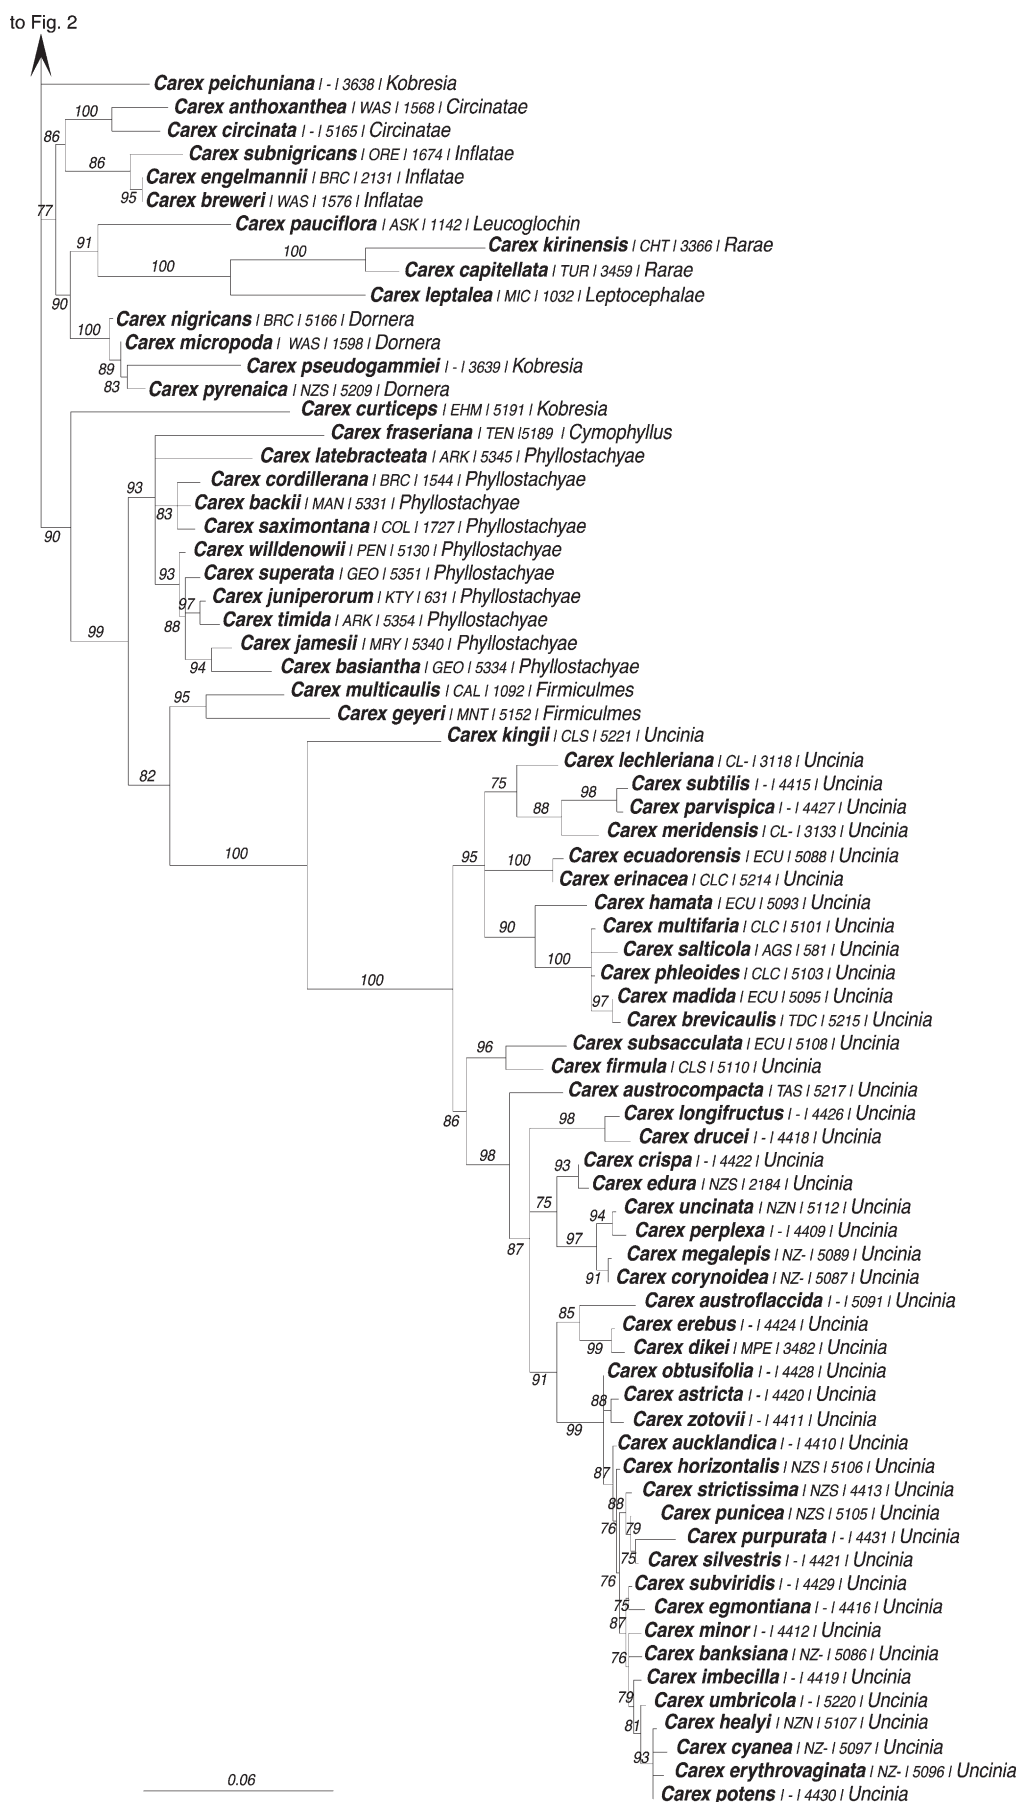 to Fig. 2
Carex peichuniana | - | 3638 | Kobresia
100 Carex anthoxanthea | WAS | 1568 | Circinatae
86 Carex circinata | - | 5165 | Circinatae
86 Carex subnigricans | ORE | 1674 | Inflatae
Carex engelmannii | BRC | 2131 | Inflatae
95 Carex breweri | WAS | 1576 | Inflatae
77 Carex pauciflora | ASK | 1142 | Leucoglochin
91 100 Carex kirinensis | CHT | 3366 | Rarae
100 Carex capitellata | TUR | 3459 | Rarae
90 Carex leptalea | MIC | 1032 | Leptocephalae
Carex nigricans | BRC | 5166 | Dornera
100 Carex micropoda | WAS | 1598 | Dornera
89 Carex pseudogammiei | - | 3639 | Kobresia
83 Carex pyrenaica | NZS | 5209 | Dornera
Carex curticeps | EHM | 5191 | Kobresia
Carex fraseriana | TEN |5189 | Cymophyllus
Carex latebracteata | ARK | 5345 | Phyllostachyae
93 Carex cordillerana | BRC | 1544 | Phyllostachyae
83 Carex backii | MAN | 5331 | Phyllostachyae
90 Carex saximontana | COL | 1727 | Phyllostachyae
Carex willdenowii | PEN | 5130 | Phyllostachyae
93 Carex superata | GEO | 5351 | Phyllostachyae
97 Carex juniperorum | KTY | 631 | Phyllostachyae
99 88 Carex timida | ARK | 5354 | Phyllostachyae
Carex jamesii | MRY | 5340 | Phyllostachyae
94 Carex basiantha | GEO | 5334 | Phyllostachyae
95 Carex multicaulis | CAL | 1092 | Firmiculmes
Carex geyeri | MNT | 5152 | Firmiculmes
Carex kingii | CLS | 5221 | Uncinia
82 75 Carex lechleriana | CL- | 3118 | Uncinia
98 Carex subtilis | - | 4415 | Uncinia
88 Carex parvispica | - | 4427 | Uncinia
Carex meridensis | CL- | 3133 | Uncinia
100 95 100 Carex ecuadorensis | ECU | 5088 | Uncinia
Carex erinacea | CLC | 5214 | Uncinia
Carex hamata | ECU | 5093 | Uncinia
90 Carex multifaria | CLC | 5101 | Uncinia
Carex salticola | AGS | 581 | Uncinia
100 100 Carex phleoides | CLC | 5103 | Uncinia
97 Carex madida | ECU | 5095 | Uncinia
Carex brevicaulis | TDC | 5215 | Uncinia
96 Carex subsacculata | ECU | 5108 | Uncinia
Carex firmula | CLS | 5110 | Uncinia
Carex austrocompacta | TAS | 5217 | Uncinia
86 98 Carex longifructus | - | 4426 | Uncinia
98 Carex drucei | - | 4418 | Uncinia
93 Carex crispa | - | 4422 | Uncinia
75 Carex edura | NZS | 2184 | Uncinia
94 Carex uncinata | NZN | 5112 | Uncinia
87 97 Carex perplexa | - | 4409 | Uncinia
Carex megalepis | NZ- | 5089 | Uncinia
91 Carex corynoidea | NZ- | 5087 | Uncinia
85 Carex austroflaccida | - | 5091 | Uncinia
Carex erebus | - | 4424 | Uncinia
99 Carex dikei | MPE | 3482 | Uncinia
91 Carex obtusifolia | - | 4428 | Uncinia
88 Carex astricta | - | 4420 | Uncinia
99 Carex zotovii | - | 4411 | Uncinia
Carex aucklandica | - | 4410 | Uncinia
87 Carex horizontalis | NZS | 5106 | Uncinia
88 Carex strictissima | NZS | 4413 | Uncinia
76 79 Carex punicea | NZS | 5105 | Uncinia
Carex purpurata | - | 4431 | Uncinia
75 Carex silvestris | - | 4421 | Uncinia
76 Carex subviridis | - | 4429 | Uncinia
75 Carex egmontiana | - | 4416 | Uncinia
87 Carex minor | - | 4412 | Uncinia
76 Carex banksiana | NZ- | 5086 | Uncinia
Carex imbecilla | - | 4419 | Uncinia
79 Carex umbricola | - | 5220 | Uncinia
81 Carex healyi | NZN | 5107 | Uncinia
93 Carex cyanea | NZ- | 5097 | Uncinia
Carex erythrovaginata | NZ- | 5096 | Uncinia
0.06 Carex potens | - | 4430 | Uncinia